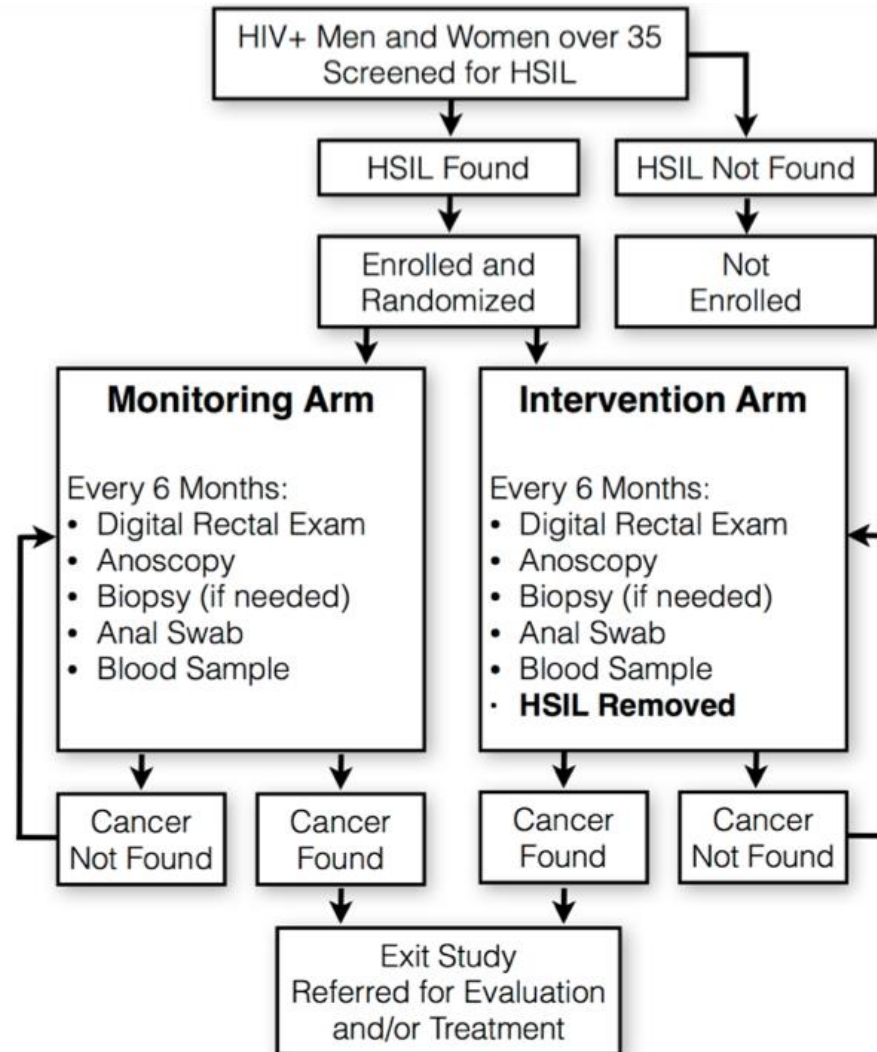 HIV+ Men and Women over 35
Screened for HSIL
HSIL Found
HSIL Not Found
Enrolled and
Randomized
Not
Enrolled
Monitoring Arm
Every 6 Months:
• Digital Rectal Exam
• Anoscopy
• Biopsy (if needed)
• Anal Swab
• Blood Sample
Intervention Arm
Every 6 Months:
• Digital Rectal Exam
• Anoscopy
• Biopsy (if needed)
• Anal Swab
• Blood Sample
· HSIL Removed
Cancer
Not Found
Cancer
Found
Cancer
Found
Cancer
Not Found
Exit Study
Referred for Evaluation
and/or Treatment